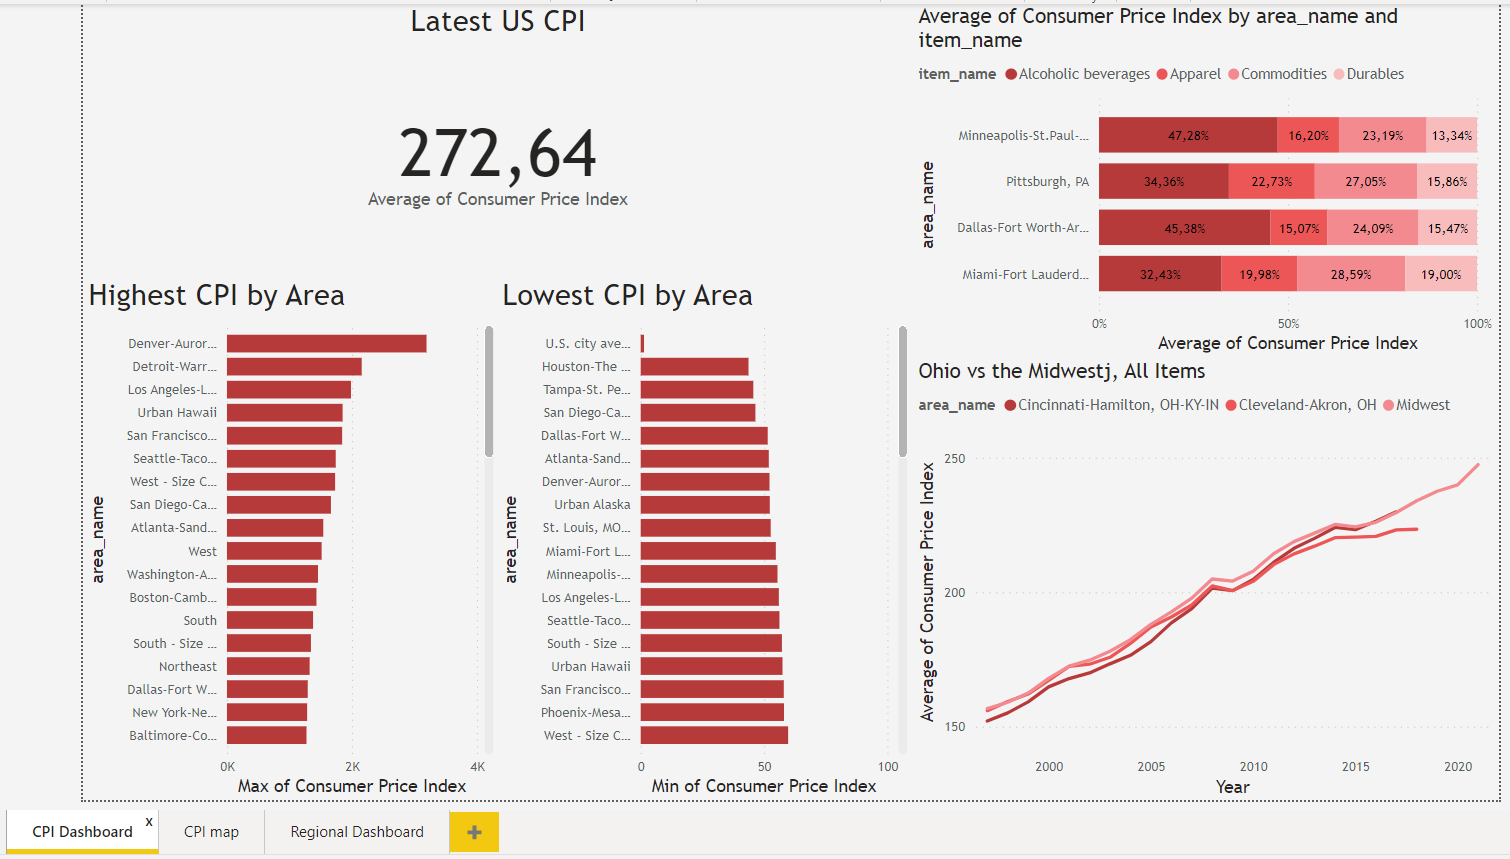 Latest US CPI
272,64
Average of Consumer Price Index
Average of Consumer Price Index by area_name and
item_name
item_name Alcoholic beverages Apparel Commodities Durables
area_name
Minneapolis-St.Paul-... 47,28% 16,20% 23,19% 13,34%
Pittsburgh, PA 34,36% 22,73% 27,05% 15,86%
Dallas-Fort Worth-Ar... 45,38% 15,07% 24,09% 15,47%
Miami-Fort Lauderd... 32,43% 19,98% 28,59% 19,00%
0% 50% 100%
Average of Consumer Price Index
Highest CPI by Area
area_name
Denver-Auror...
Detroit-Warr...
Los Angeles-L...
Urban Hawaii
San Francisco...
Seattle-Taco...
West - Size C...
San Diego-Ca...
Atlanta-Sand...
West
Washington-A...
Boston-Camb...
South
South - Size ...
Northeast
Dallas-Fort W...
New York-Ne...
Baltimore-Co...
0K 2K 4K
Max of Consumer Price Index
Lowest CPI by Area
area_name
U.S. city ave...
Houston-The ...
Tampa-St. Pe...
San Diego-Ca...
Dallas-Fort W...
Atlanta-Sand...
Denver-Auror...
Urban Alaska
St. Louis, MO...
Miami-Fort L...
Minneapolis-...
Los Angeles-L...
Seattle-Taco...
South - Size ...
Urban Hawaii
San Francisco...
Phoenix-Mesa...
West - Size C...
0 50 100
Min of Consumer Price Index
Ohio vs the Midwestj, All Items
area_name Cincinnati-Hamilton, OH-KY-IN Cleveland-Akron, OH Midwest
Average of Consumer Price Index
250
200
150
2000 2005 2010 2015 2020
Year
CPI Dashboard x CPI map Regional Dashboard +